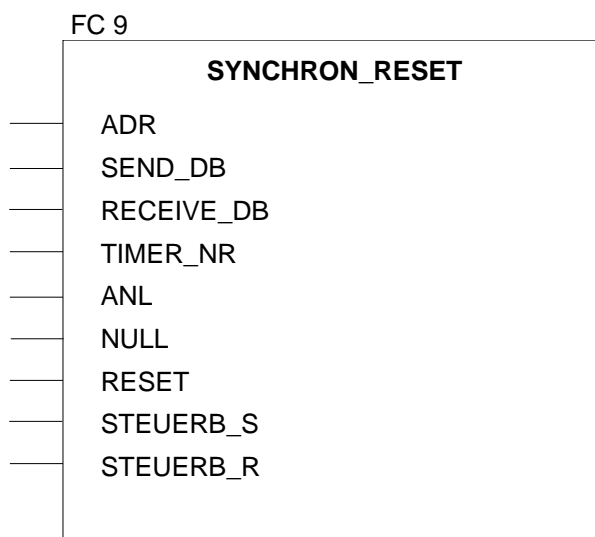 FC 9
SYNCHRON_RESET
ADR
SEND_DB
RECEIVE_DB
TIMER_NR
ANL
NULL
RESET
STEUERB_S
STEUERB_R